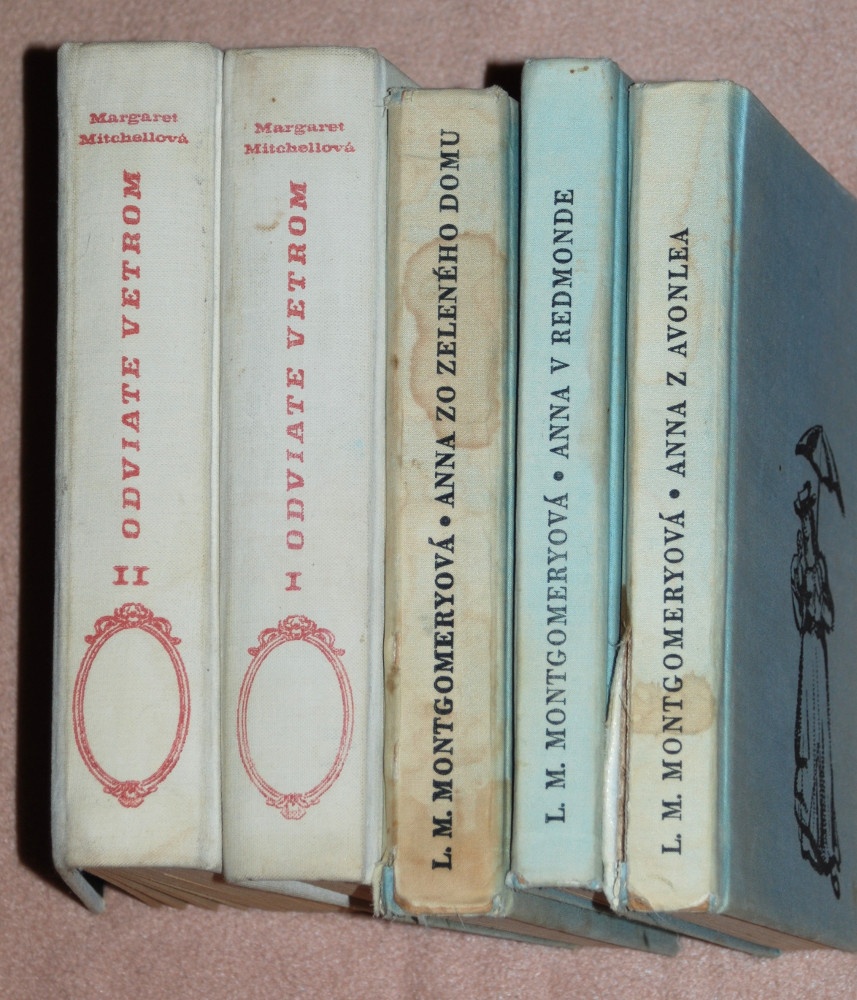 Margaret
Mitchellová
ODVIATE VETROM
II
Margaret
Mitchellová
ODVIATE VETROM
I
L. M. MONTGOMERYOVÁ • ANNA ZO ZELENÉHO DOMU
L. M. MONTGOMERYOVÁ • ANNA V REDMONDE
L. M. MONTGOMERYOVÁ • ANNA Z AVONLEA